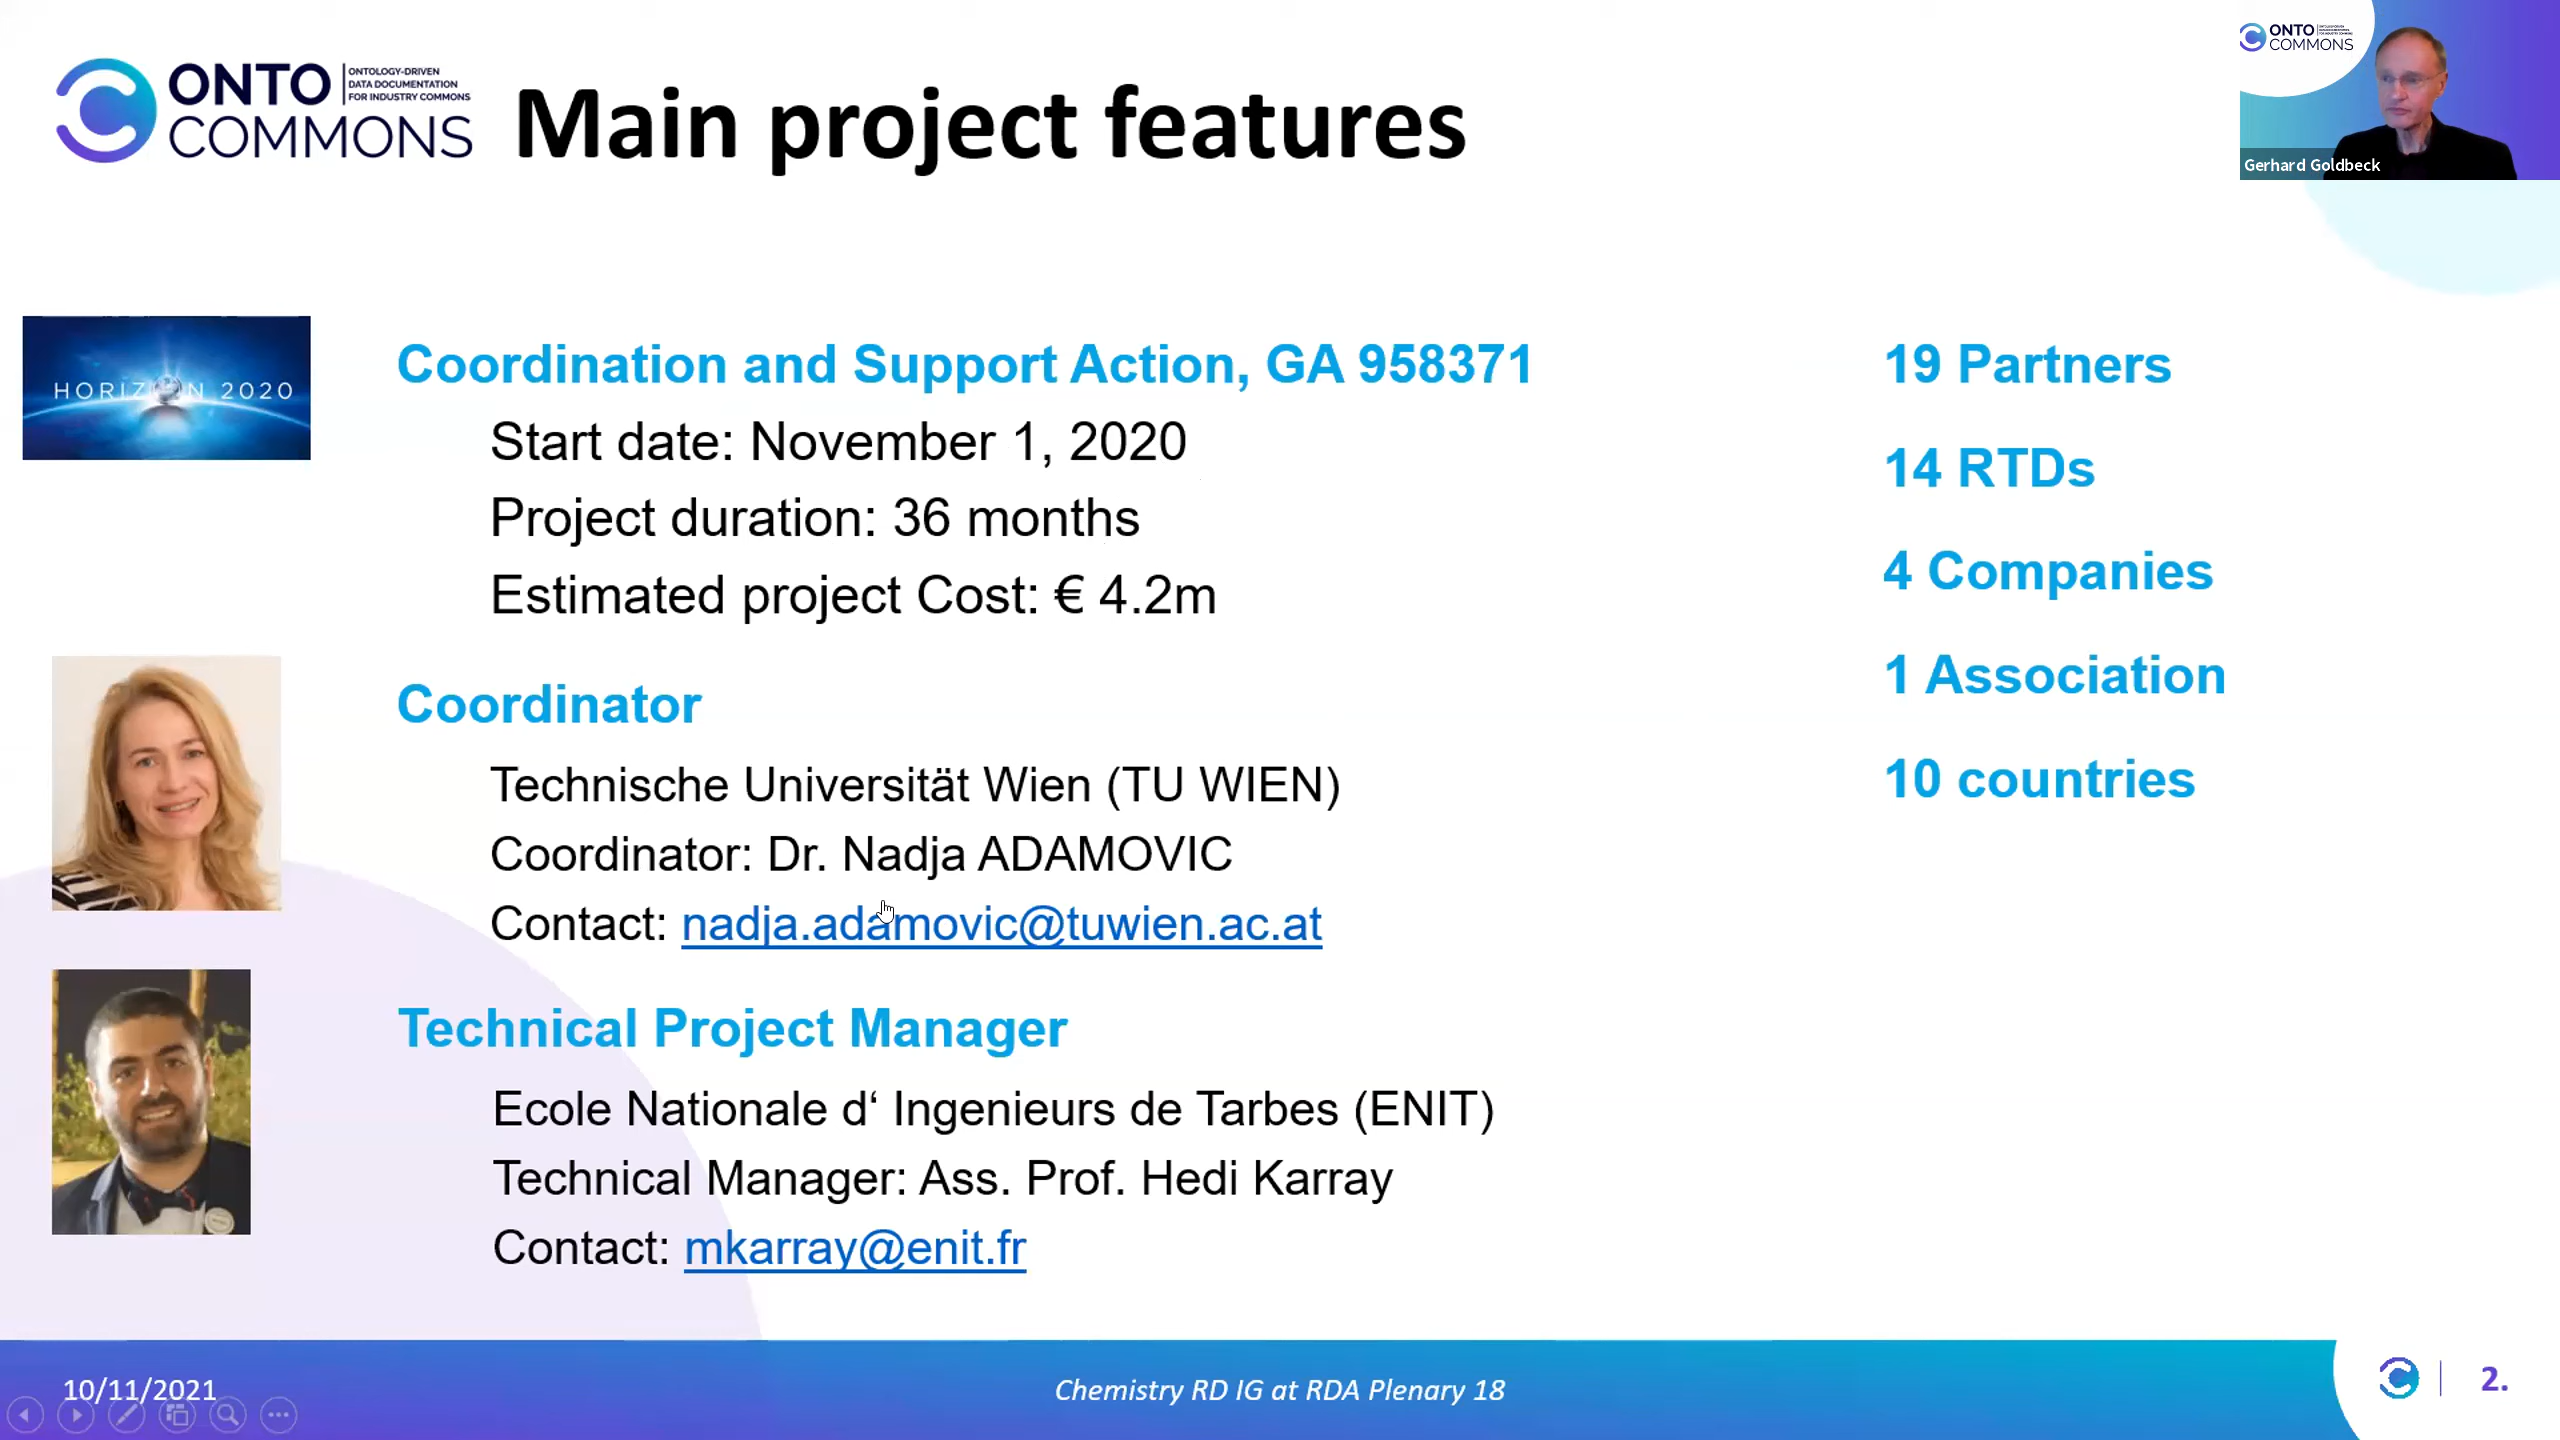 ONTO
COMMONS
ONTOLOGY-DRIVEN
DATA DOCUMENTATION
FOR INDUSTRY COMMONS
Main project features
ONTO
COMMONS
Gerhard Goldbeck
HORIZON 2020
Coordination and Support Action, GA 958371
Start date: November 1, 2020
Project duration: 36 months
Estimated project Cost: € 4.2m
Coordinator
Technische Universität Wien (TU WIEN)
Coordinator: Dr. Nadja ADAMOVIC
Contact: nadja.adamovic@tuwien.ac.at
Technical Project Manager
Ecole Nationale d‘ Ingenieurs de Tarbes (ENIT)
Technical Manager: Ass. Prof. Hedi Karray
Contact: mkarray@enit.fr
19 Partners
14 RTDs
4 Companies
1 Association
10 countries
10/11/2021
Chemistry RD IG at RDA Plenary 18
2.